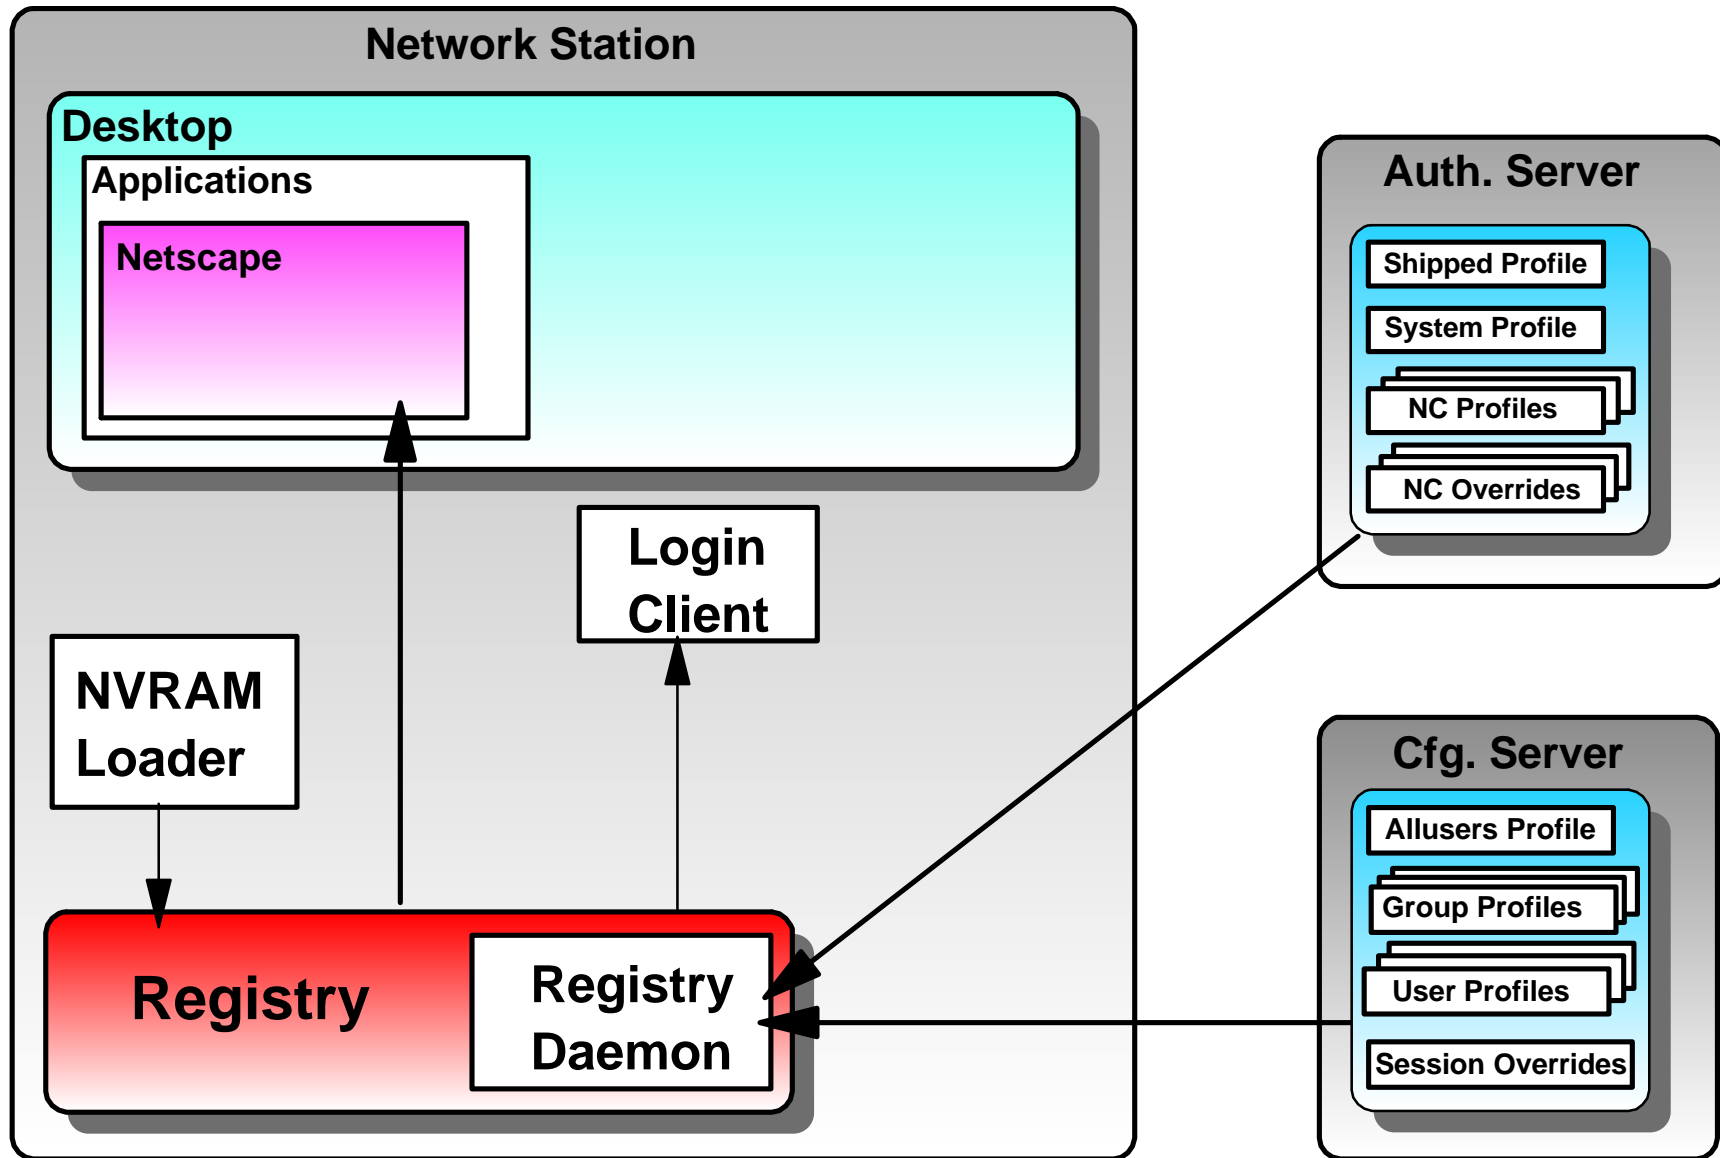 Network Station
Desktop
Applications
Netscape
Login
Client
NVRAM
Loader
Registry
Registry
Daemon
Auth. Server
Shipped Profile
System Profile
NC Profiles
NC Overrides
Cfg. Server
Allusers Profile
Group Profiles
User Profiles
Session Overrides